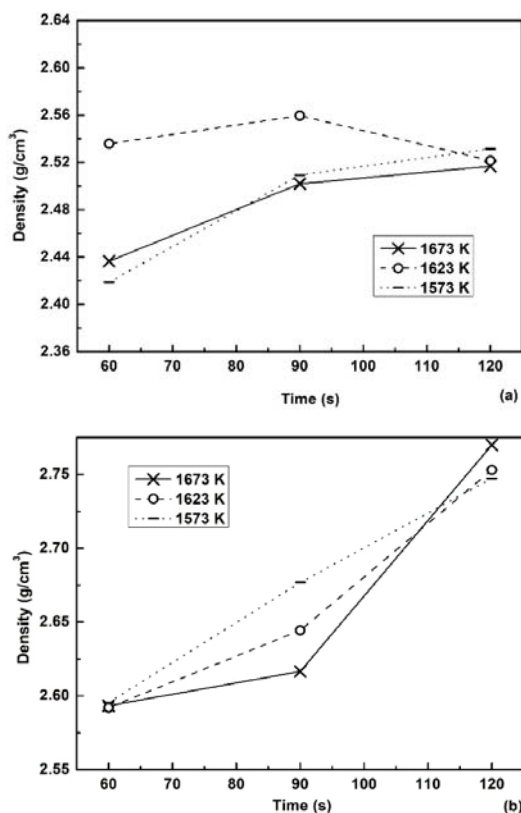 2.64
2.60
2.56
2.52
Density (g/cm³)
2.48
2.44
2.40
2.36
1673 K
1623 K
1573 K
60 70 80 90 100 110 120
Time (s) (a)
2.75
1673 K
1623 K
1573 K
2.70
Density (g/cm³)
2.65
2.60
2.55
60 70 80 90 100 110 120
Time (s) (b)